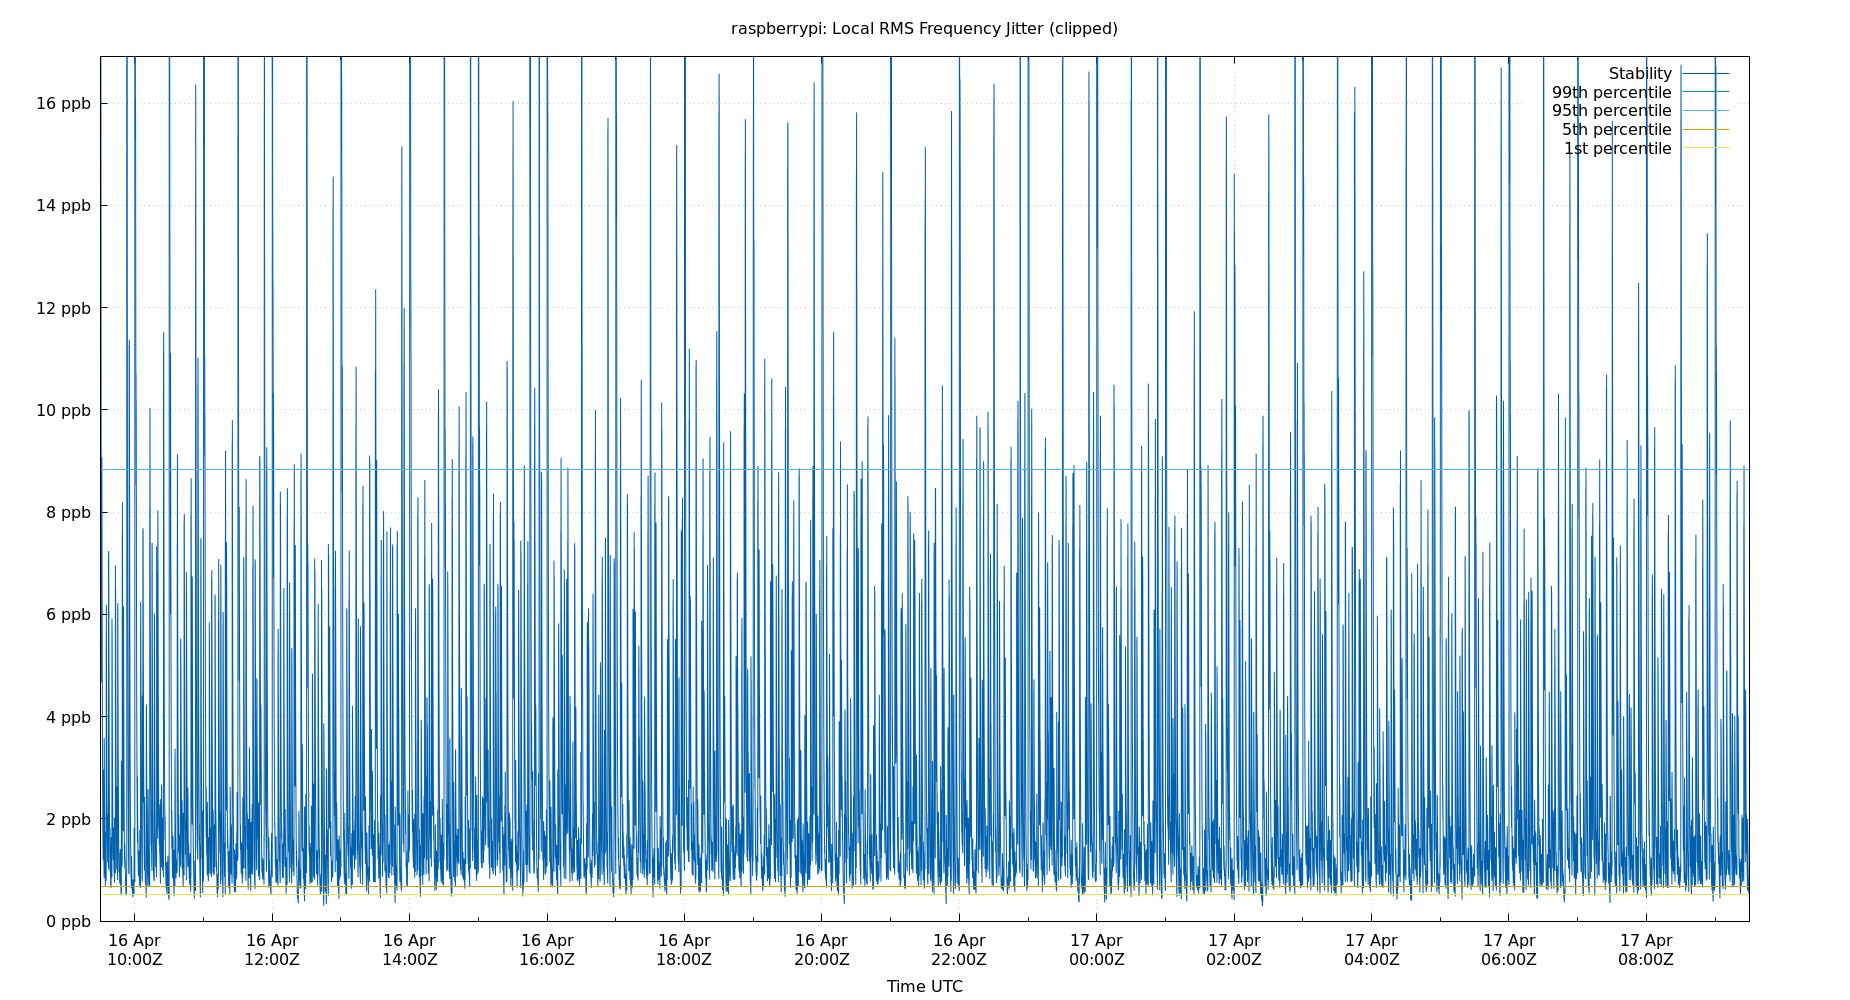 raspberrypi: Local RMS Frequency Jitter (clipped)
Stability
99th percentile
95th percentile
5th percentile
1st percentile
16 ppb
14 ppb
12 ppb
10 ppb
8 ppb
6 ppb
4 ppb
2 ppb
0 ppb
16 Apr 16 Apr 16 Apr 16 Apr 16 Apr 16 Apr 16 Apr 17 Apr 17 Apr 17 Apr 17 Apr 17 Apr
10:00Z 12:00Z 14:00Z 16:00Z 18:00Z 20:00Z 22:00Z 00:00Z 02:00Z 04:00Z 06:00Z 08:00Z
Time UTC